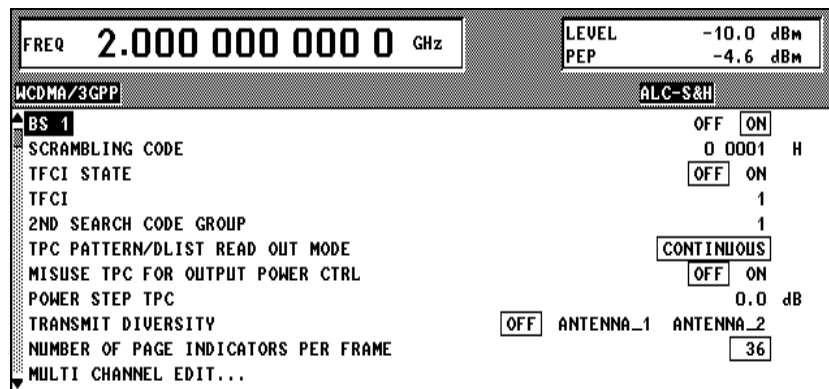 FREQ 2.000 000 000 0 GHz
LEVEL -10.0 dBm
PEP -4.6 dBm
WCDMA/3GPP ALC-S&H
BS 1 OFF ON
SCRAMBLING CODE 0 0001 H
TFCI STATE OFF ON
TFCI 1
2ND SEARCH CODE GROUP 1
TPC PATTERN/DLIST READ OUT MODE CONTINUOUS
MISUSE TPC FOR OUTPUT POWER CTRL OFF ON
POWER STEP TPC 0.0 dB
TRANSMIT DIVERSITY OFF ANTENNA_1 ANTENNA_2
NUMBER OF PAGE INDICATORS PER FRAME 36
MULTI CHANNEL EDIT...